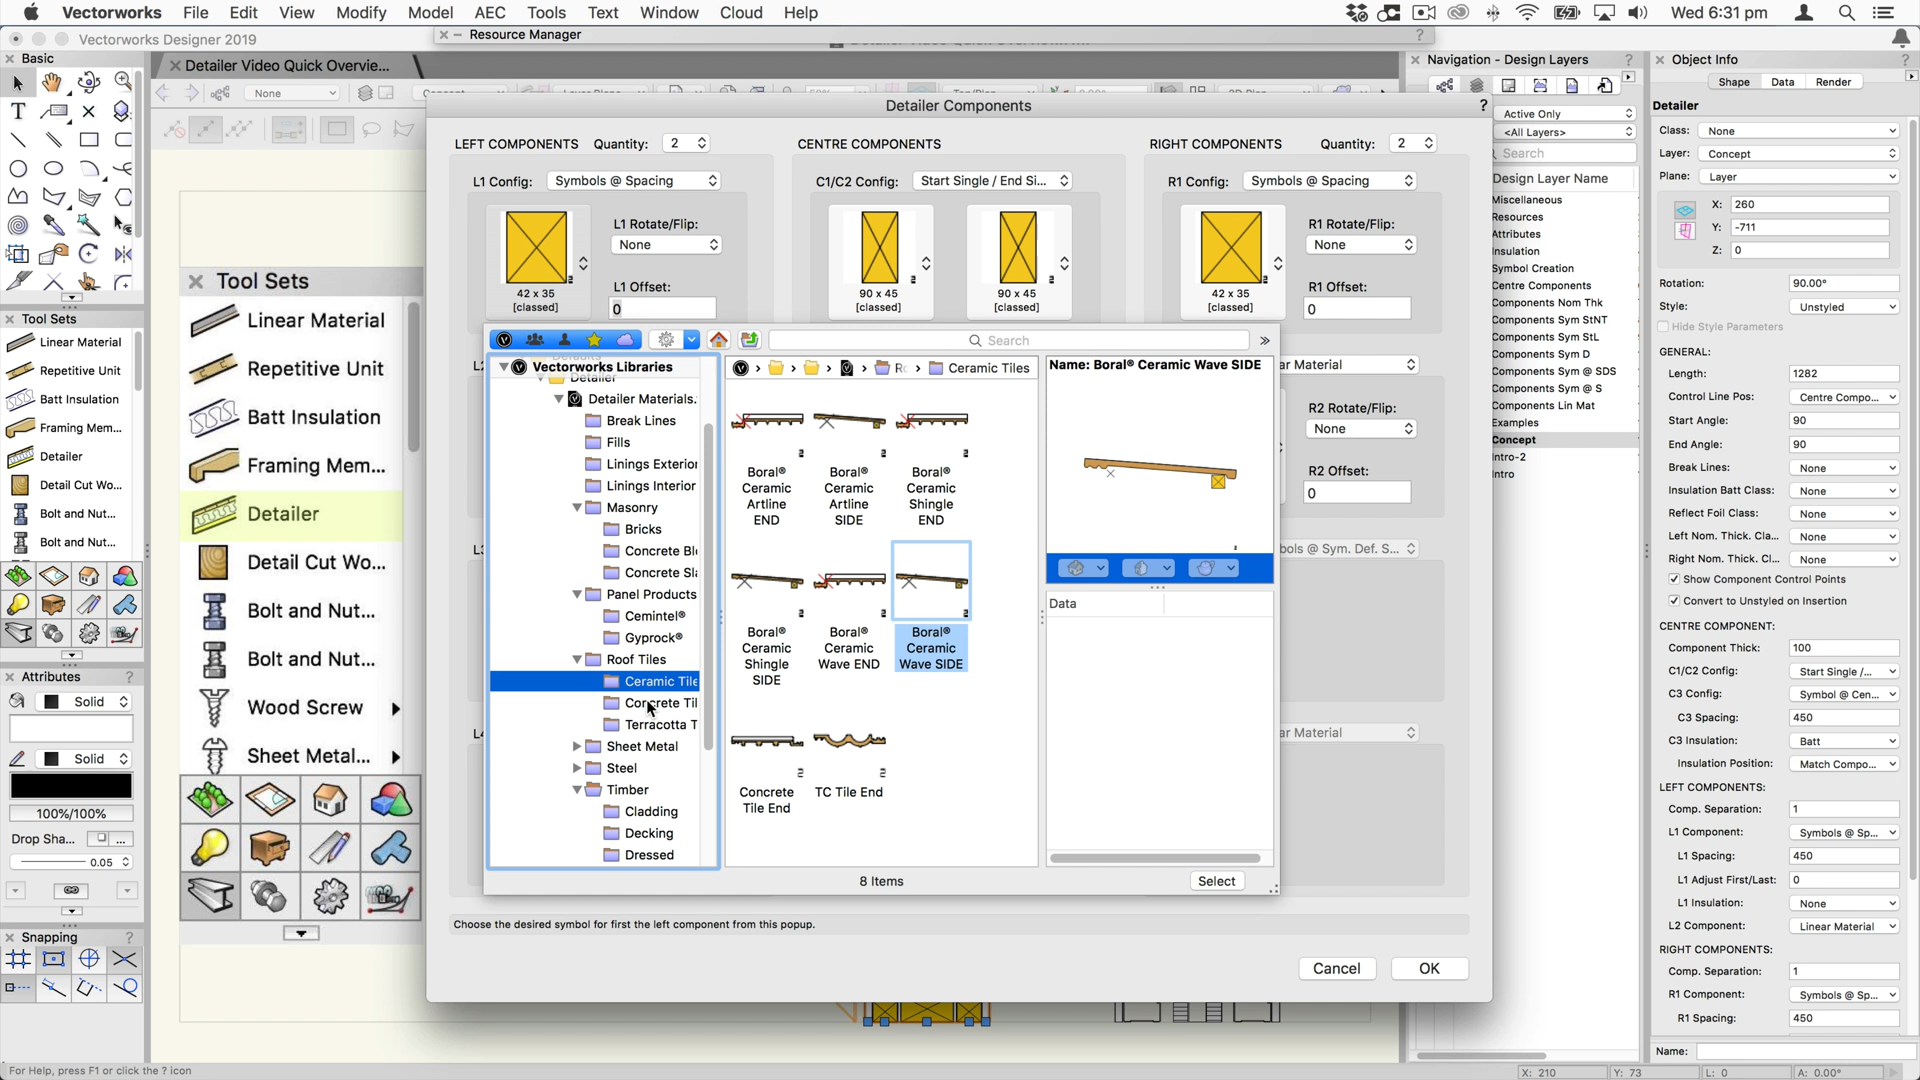 Vectorworks File Edit View Modify Model AEC Tools Text Window Cloud Help
Wed 6:31 pm
Vectorworks Designer 2019
Resource Manager
?
Basic
Detailer Video Quick Overvie...
None
Tool Sets
Linear Material
Repetitive Unit
Batt Insulation
Framing Mem...
Detailer
Detail Cut Wo...
Bolt and Nut...
Bolt and Nut...
Attributes
?
Solid
Solid
100%/100%
Drop Sha...
...
0.05
Snapping
?
Tool Sets
Linear Material
Repetitive Unit
Batt Insulation
Framing Mem...
Detailer
Detail Cut Wo...
Bolt and Nut...
Bolt and Nut...
Wood Screw
Sheet Metal...
Detailer Components
?
LEFT COMPONENTS Quantity: 2
CENTRE COMPONENTS
RIGHT COMPONENTS Quantity: 2
L1 Config: Symbols @ Spacing
C1/C2 Config: Start Single / End Si...
R1 Config: Symbols @ Spacing
42 x 35
[classed]
L1 Rotate/Flip:
None
L1 Offset:
0
90 x 45
[classed]
90 x 45
[classed]
42 x 35
[classed]
R1 Rotate/Flip:
None
R1 Offset:
0
ar Material
R2 Rotate/Flip:
None
R2 Offset:
0
L3
bols @ Sym. Def. S...
L4
ar Material
Search
Vectorworks Libraries
Detailer
Detailer Materials.
Break Lines
Fills
Linings Exterior
Linings Interior
Masonry
Bricks
Concrete Bl
Concrete Sla
Panel Products
Cemintel®
Gyprock®
Roof Tiles
Ceramic Tile
Concrete Til
Terracotta T
Sheet Metal
Steel
Timber
Cladding
Decking
Dressed
Ceramic Tiles
Boral® Ceramic Artline END
Boral® Ceramic Artline SIDE
Boral® Ceramic Shingle END
Boral® Ceramic Shingle SIDE
Boral® Ceramic Wave END
Boral® Ceramic Wave SIDE
Concrete Tile End
TC Tile End
Name: Boral® Ceramic Wave SIDE
Data
8 Items
Select
Choose the desired symbol for first the left component from this popup.
Cancel
OK
Navigation - Design Layers
?
Active Only
<All Layers>
Search
Design Layer Name
Miscellaneous
Resources
Attributes
Insulation
Symbol Creation
Centre Components
Components Nom Thk
Components Sym StNT
Components Sym StL
Components Sym D
Components Sym @ SDS
Components Sym @ S
Components Lin Mat
Examples
Concept
Intro-2
Intro
Object Info
?
Shape Data Render
Detailer
Class: None
Layer: Concept
Plane: Layer
X: 260
Y: -711
Z: 0
Rotation: 90.00°
Style: Unstyled
Hide Style Parameters
GENERAL:
Length: 1282
Control Line Pos: Centre Compo...
Start Angle: 90
End Angle: 90
Break Lines: None
Insulation Batt Class: None
Reflect Foil Class: None
Left Nom. Thick. Cla... None
Right Nom. Thick. Cl... None
Show Component Control Points
Convert to Unstyled on Insertion
CENTRE COMPONENT:
Component Thick: 100
C1/C2 Config: Start Single /...
C3 Config: Symbol @ Cen...
C3 Spacing: 450
C3 Insulation: Batt
Insulation Position: Match Compo...
LEFT COMPONENTS:
Comp. Separation: 1
L1 Component: Symbols @ Sp...
L1 Spacing: 450
L1 Adjust First/Last: 0
L1 Insulation: None
L2 Component: Linear Material
RIGHT COMPONENTS:
Comp. Separation: 1
R1 Component: Symbols @ Sp...
R1 Spacing: 450
Name:
For Help, press F1 or click the ? icon
X: 210 Y: 73 L: 0 A: 0.00°